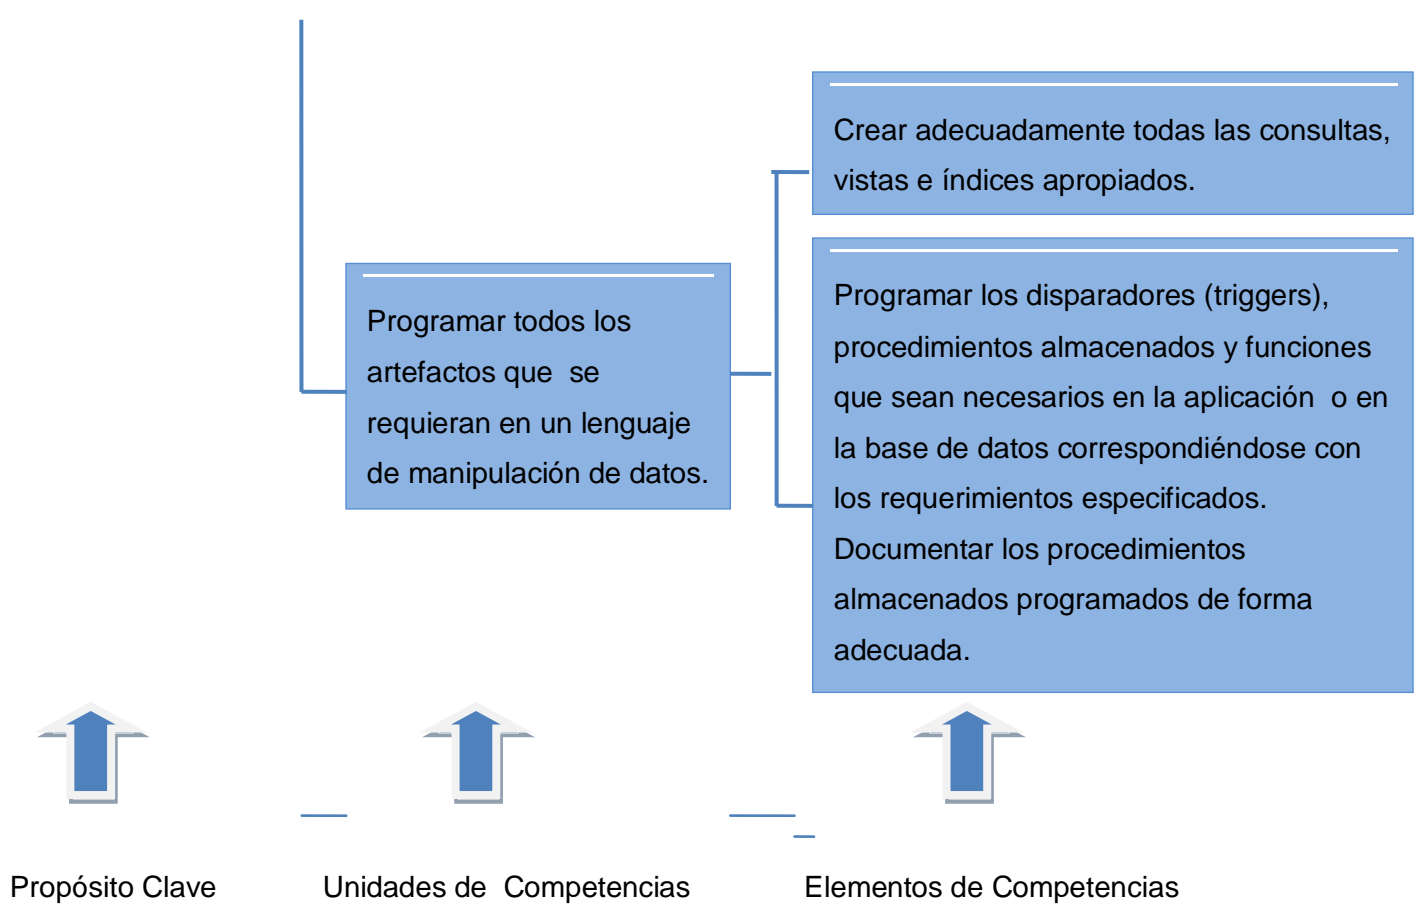 Crear adecuadamente todas las consultas,
vistas e índices apropiados.
Programar todos los
artefactos que  se
requieran en un lenguaje
de manipulación de datos.
Programar los disparadores (triggers),
procedimientos almacenados y funciones
que sean necesarios en la aplicación  o en
la base de datos correspondiéndose con
los requerimientos especificados.
Documentar los procedimientos
almacenados programados de forma
adecuada.
Propósito Clave
Unidades de  Competencias
Elementos de Competencias